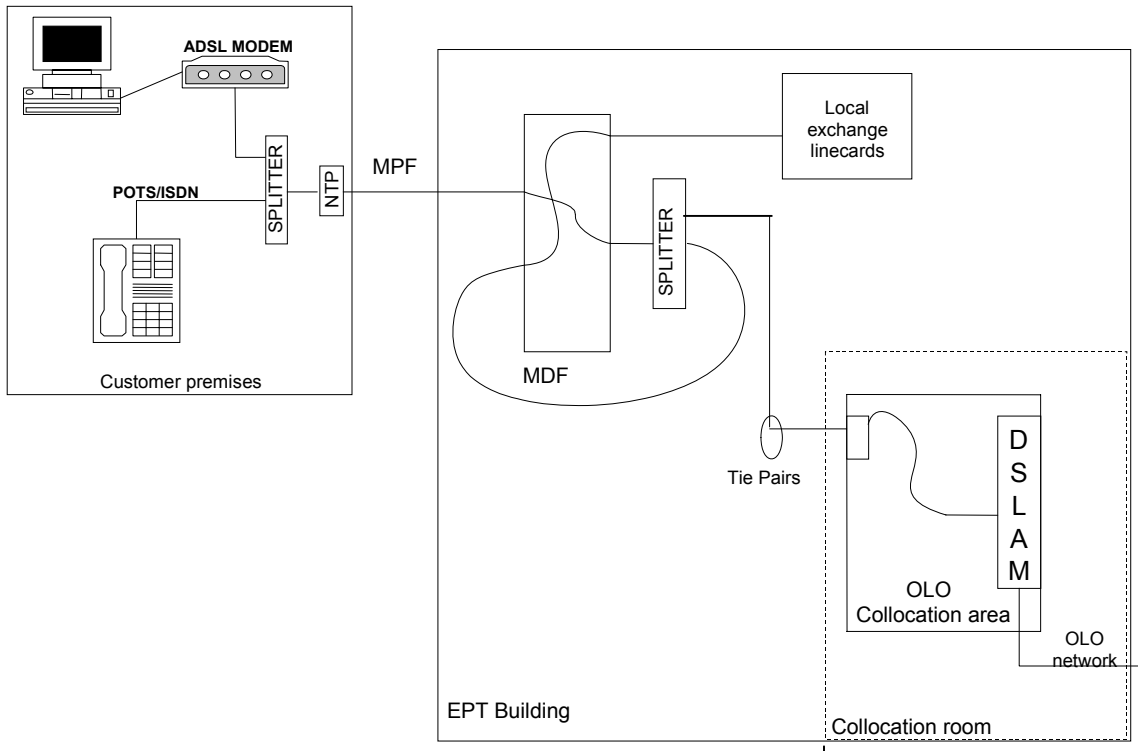 ADSL MODEM
SPLITTER
NTP
POTS/ISDN
Customer premises
MPF
MDF
SPLITTER
Local
exchange
linecards
Tie Pairs
D
S
L
A
M
OLO
Collocation area
OLO
network
EPT Building
Collocation room